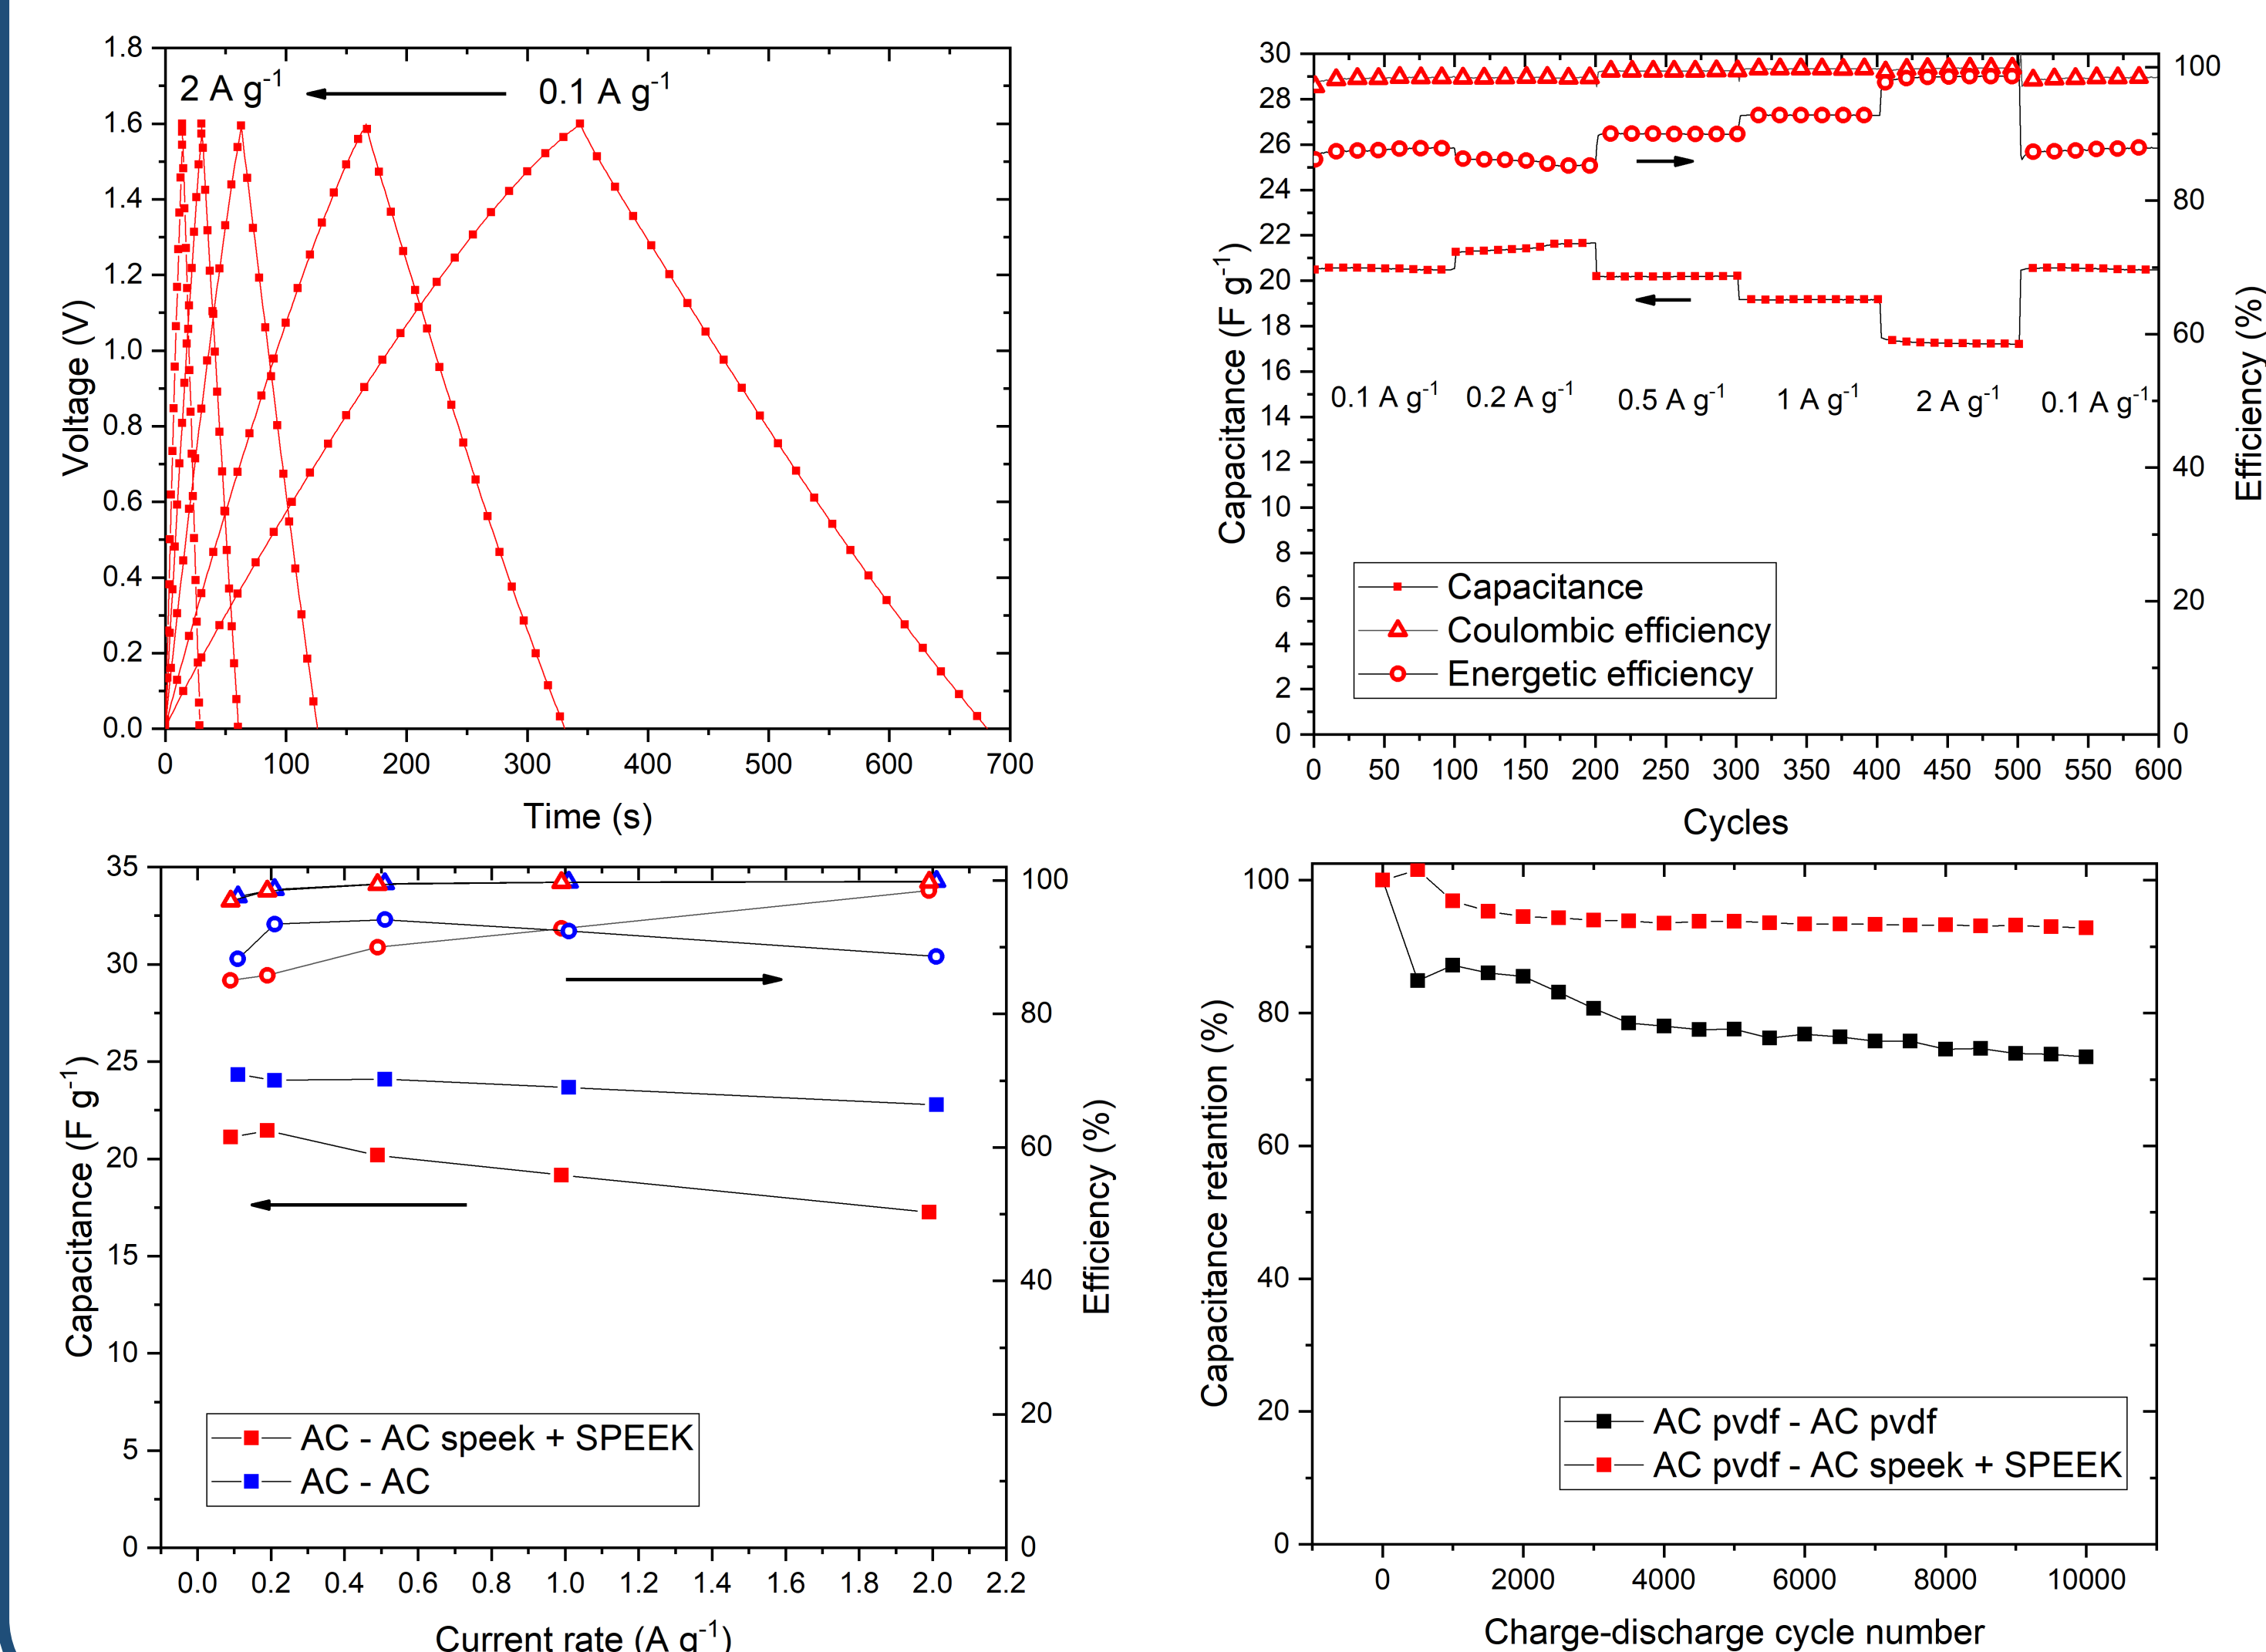 1.8
1.6
1.4
1.2
1.0
0.8
0.6
0.4
0.2
0.0
Voltage (V)
2 A g⁻¹
0.1 A g⁻¹
0 100 200 300 400 500 600 700
Time (s)
30
28
26
24
22
20
18
16
14
12
10
8
6
4
2
0
Capacitance (F g⁻¹)
0.1 A g⁻¹ 0.2 A g⁻¹ 0.5 A g⁻¹ 1 A g⁻¹ 2 A g⁻¹ 0.1 A g⁻¹
Capacitance
Coulombic efficiency
Energetic efficiency
100
80
60
40
20
0
Efficiency (%)
0 50 100 150 200 250 300 350 400 450 500 550 600
Cycles
35
30
25
20
15
10
5
0
Capacitance (F g⁻¹)
AC - AC speek + SPEEK
AC - AC
100
80
60
40
20
0
Efficiency (%)
0.0 0.2 0.4 0.6 0.8 1.0 1.2 1.4 1.6 1.8 2.0 2.2
Current rate (A g⁻¹)
100
80
60
40
20
0
Capacitance retantion (%)
AC pvdf - AC pvdf
AC pvdf - AC speek + SPEEK
0 2000 4000 6000 8000 10000
Charge-discharge cycle number